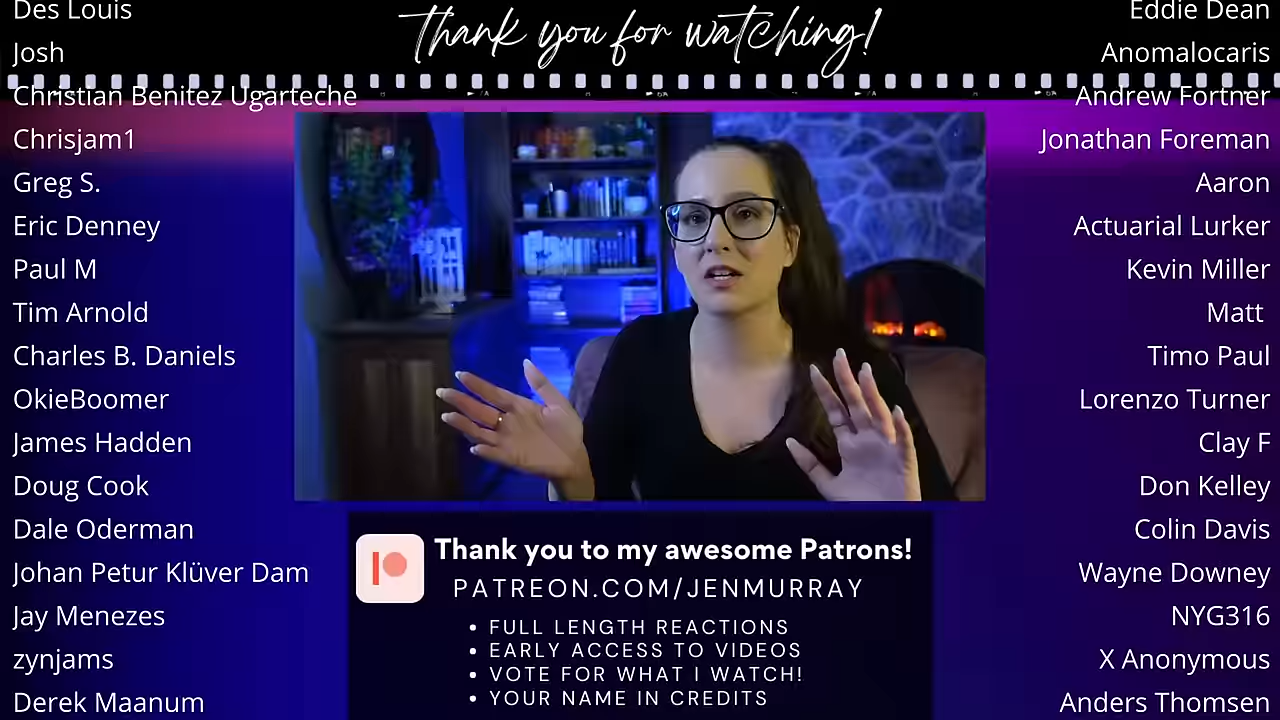 Thank you for watching!
Des Louis
Josh
Christian Benitez Ugarteche
Chrisjam1
Greg S.
Eric Denney
Paul M
Tim Arnold
Charles B. Daniels
OkieBoomer
James Hadden
Doug Cook
Dale Oderman
Johan Petur Klüver Dam
Jay Menezes
zynjams
Derek Maanum
Eddie Dean
Anomalocaris
Andrew Fortner
Jonathan Foreman
Aaron
Actuarial Lurker
Kevin Miller
Matt
Timo Paul
Lorenzo Turner
Clay F
Don Kelley
Colin Davis
Wayne Downey
NYG316
X Anonymous
Anders Thomsen
Thank you to my awesome Patrons!
PATREON.COM/JENMURRAY
• FULL LENGTH REACTIONS
• EARLY ACCESS TO VIDEOS
• VOTE FOR WHAT I WATCH!
• YOUR NAME IN CREDITS